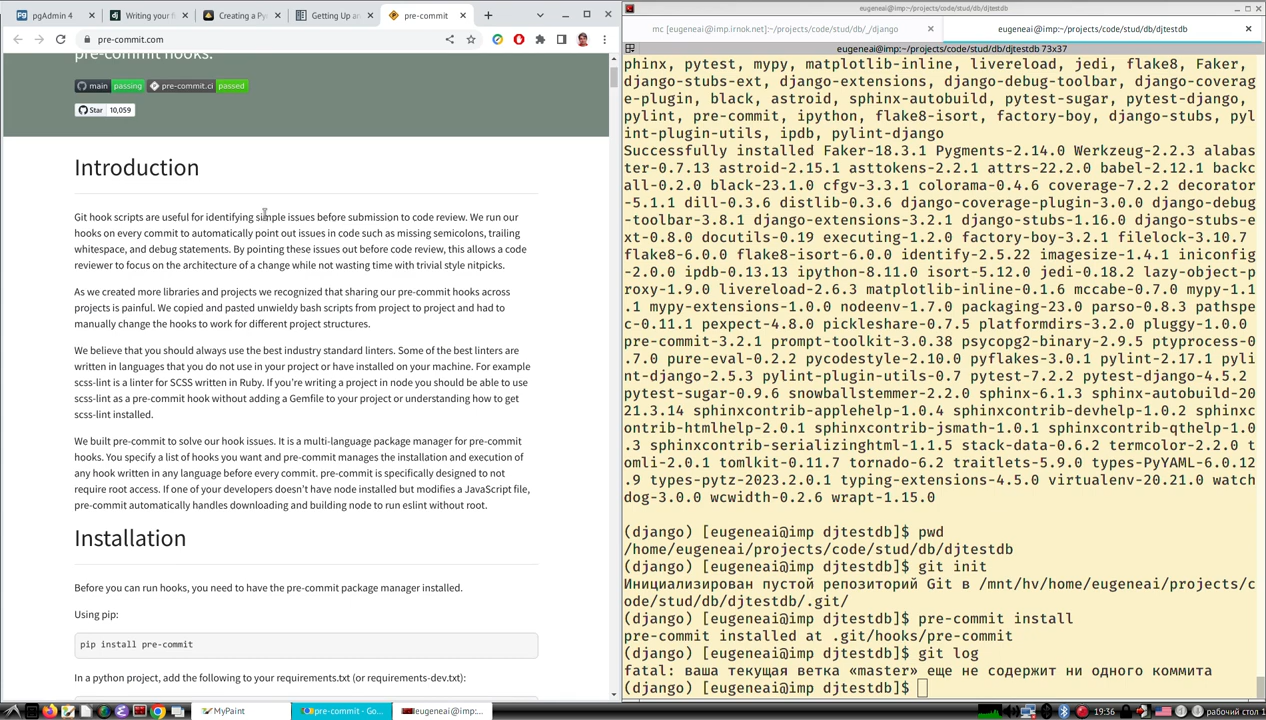 pgAdmin 4
Writing your fi
Creating a Py
Getting Up an
pre-commit
pre-commit.com
pre-commit hooks.
main passing pre-commit.ci passed
Star 10,059
Introduction
Git hook scripts are useful for identifying simple issues before submission to code review. We run our
hooks on every commit to automatically point out issues in code such as missing semicolons, trailing
whitespace, and debug statements. By pointing these issues out before code review, this allows a code
reviewer to focus on the architecture of a change while not wasting time with trivial style nitpicks.
As we created more libraries and projects we recognized that sharing our pre-commit hooks across
projects is painful. We copied and pasted unwieldy bash scripts from project to project and had to
manually change the hooks to work for different project structures.
We believe that you should always use the best industry standard linters. Some of the best linters are
written in languages that you do not use in your project or have installed on your machine. For example
scss-lint is a linter for SCSS written in Ruby. If you're writing a project in node you should be able to use
scss-lint as a pre-commit hook without adding a Gemfile to your project or understanding how to get
scss-lint installed.
We built pre-commit to solve our hook issues. It is a multi-language package manager for pre-commit
hooks. You specify a list of hooks you want and pre-commit manages the installation and execution of
any hook written in any language before every commit. pre-commit is specifically designed to not
require root access. If one of your developers doesn't have node installed but modifies a JavaScript file,
pre-commit automatically handles downloading and building node to run eslint without root.
Installation
Before you can run hooks, you need to have the pre-commit package manager installed.
Using pip:
pip install pre-commit
In a python project, add the following to your requirements.txt (or requirements-dev.txt):
eugeneai@imp:~/projects/code/stud/db/djtestdb
mc [eugeneai@imp.irnok.net]:~/projects/code/stud/db/_/django
eugeneai@imp:~/projects/code/stud/db/djtestdb
eugeneai@imp:~/projects/code/stud/db/djtestdb 73x37
phinx, pytest, mypy, matplotlib-inline, livereload, jedi, flake8, Faker,
django-stubs-ext, django-extensions, django-debug-toolbar, django-coverag
e-plugin, black, astroid, sphinx-autobuild, pytest-sugar, pytest-django,
pylint, pre-commit, ipython, flake8-isort, factory-boy, django-stubs, pyl
int-plugin-utils, ipdb, pylint-django
Successfully installed Faker-18.3.1 Pygments-2.14.0 Werkzeug-2.2.3 alabas
ter-0.7.13 astroid-2.15.1 asttokens-2.2.1 attrs-22.2.0 babel-2.12.1 backc
all-0.2.0 black-23.1.0 cfgv-3.3.1 colorama-0.4.6 coverage-7.2.2 decorator
-5.1.1 dill-0.3.6 distlib-0.3.6 django-coverage-plugin-3.0.0 django-debug
-toolbar-3.8.1 django-extensions-3.2.1 django-stubs-1.16.0 django-stubs-e
xt-0.8.0 docutils-0.19 executing-1.2.0 factory-boy-3.2.1 filelock-3.10.7
flake8-6.0.0 flake8-isort-6.0.0 identify-2.5.22 imagesize-1.4.1 iniconfig
-2.0.0 ipdb-0.13.13 ipython-8.11.0 isort-5.12.0 jedi-0.18.2 lazy-object-p
roxy-1.9.0 livereload-2.6.3 matplotlib-inline-0.1.6 mccabe-0.7.0 mypy-1.1
.1 mypy-extensions-1.0.0 nodeenv-1.7.0 packaging-23.0 parso-0.8.3 pathspe
c-0.11.1 pexpect-4.8.0 pickleshare-0.7.5 platformdirs-3.2.0 pluggy-1.0.0
pre-commit-3.2.1 prompt-toolkit-3.0.38 psycopg2-binary-2.9.5 ptyprocess-0
.7.0 pure-eval-0.2.2 pycodestyle-2.10.0 pyflakes-3.0.1 pylint-2.17.1 pyli
nt-django-2.5.3 pylint-plugin-utils-0.7 pytest-7.2.2 pytest-django-4.5.2
pytest-sugar-0.9.6 snowballstemmer-2.2.0 sphinx-6.1.3 sphinx-autobuild-20
21.3.14 sphinxcontrib-applehelp-1.0.4 sphinxcontrib-devhelp-1.0.2 sphinxc
ontrib-htmlhelp-2.0.1 sphinxcontrib-jsmath-1.0.1 sphinxcontrib-qthelp-1.0
.3 sphinxcontrib-serializinghtml-1.1.5 stack-data-0.6.2 termcolor-2.2.0 t
omli-2.0.1 tomlkit-0.11.7 tornado-6.2 traitlets-5.9.0 types-PyYAML-6.0.12
.9 types-pytz-2023.2.0.1 typing-extensions-4.5.0 virtualenv-20.21.0 watch
dog-3.0.0 wcwidth-0.2.6 wrapt-1.15.0
(django) [eugeneai@imp djtestdb]$ pwd
/home/eugeneai/projects/code/stud/db/djtestdb
(django) [eugeneai@imp djtestdb]$ git init
Инициализирован пустой репозиторий Git в /mnt/hv/home/eugeneai/projects/c
ode/stud/db/djtestdb/.git/
(django) [eugeneai@imp djtestdb]$ pre-commit install
pre-commit installed at .git/hooks/pre-commit
(django) [eugeneai@imp djtestdb]$ git log
fatal: ваша текущая ветка «master» еще не содержит ни одного коммита
(django) [eugeneai@imp djtestdb]$
MyPaint
pre-commit - Go...
eugeneai@imp:...
19:36
рабочий стол 1